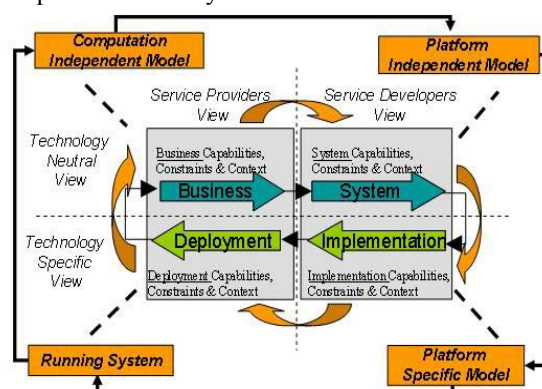 Computation
Independent Model
Platform
Independent Model
Service Providers
View
Service Developers
View
Technology
Neutral
View
Business Capabilities,
Constraints & Context
System Capabilities,
Constraints & Context
Business
System
Deployment
Implementation
Technology
Specific
View
Deployment Capabilities,
Constraints & Context
Implementation Capabilities,
Constraints & Context
Running System
Platform
Specific Model